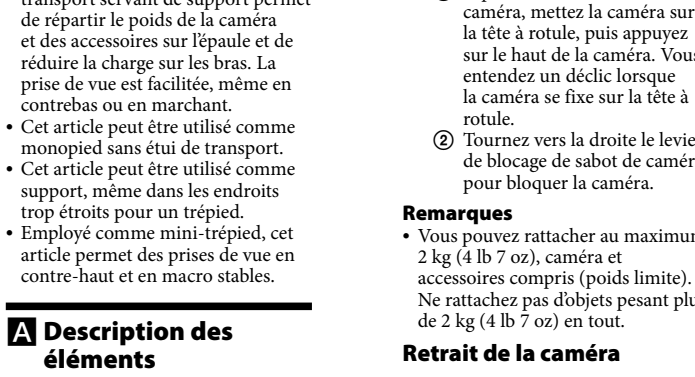 transport servant de support permet
de répartir le poids de la caméra
et des accessoires sur l'épaule et de
réduire la charge sur les bras. La
prise de vue est facilitée, même en
contrebas ou en marchant.
• Cet article peut être utilisé comme
monopied sans étui de transport.
• Cet article peut être utilisé comme
support, même dans les endroits
trop étroits pour un trépied.
• Employé comme mini-trépied, cet
article permet des prises de vue en
contre-haut et en macro stables.
A Description des
éléments
caméra, mettez la caméra sur
la tête à rotule, puis appuyez
sur le haut de la caméra. Vous
entendez un déclic lorsque
la caméra se fixe sur la tête à
rotule.
② Tournez vers la droite le levie
de blocage de sabot de camér
pour bloquer la caméra.
Remarques
• Vous pouvez rattacher au maximum
2 kg (4 lb 7 oz), caméra et
accessoires compris (poids limite).
Ne rattachez pas d'objets pesant plu
de 2 kg (4 lb 7 oz) en tout.
Retrait de la caméra